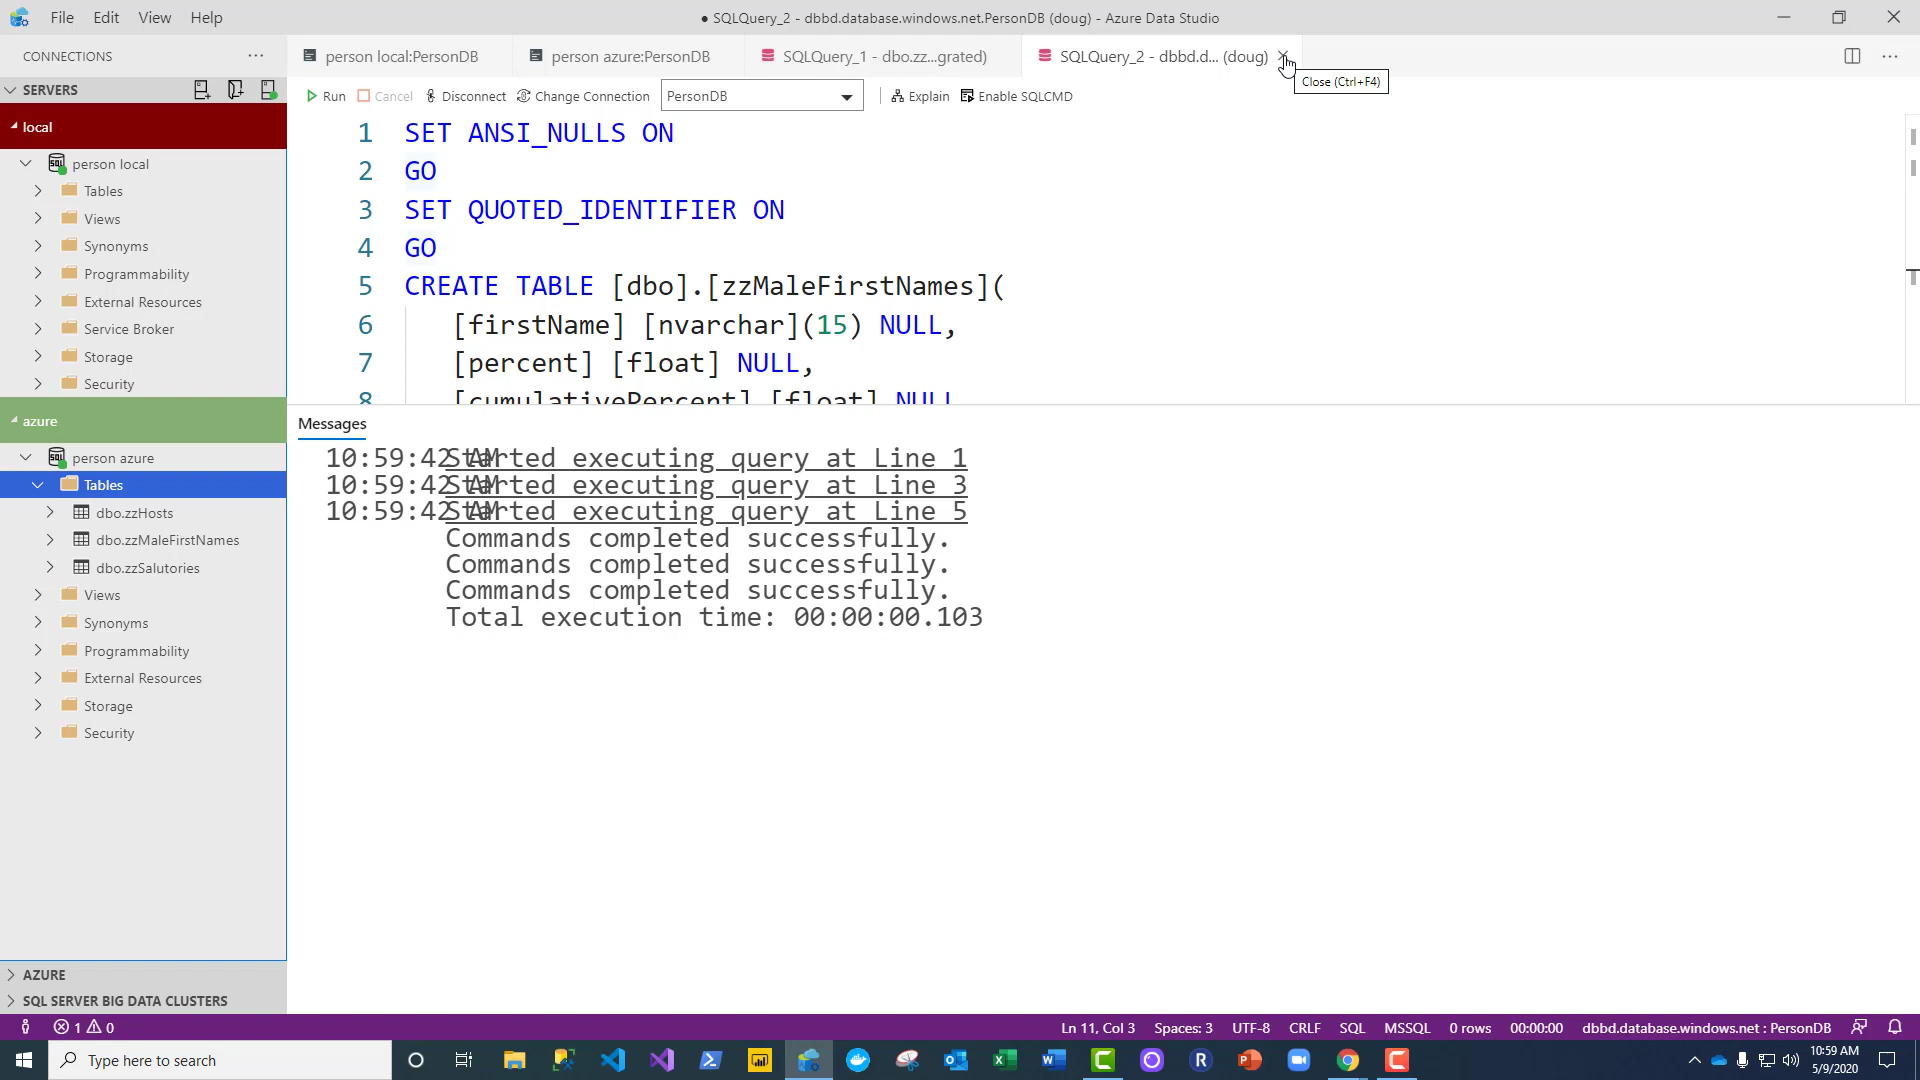 File Edit View Help
● SQLQuery_2 - dbbd.database.windows.net.PersonDB (doug) - Azure Data Studio
CONNECTIONS
person local:PersonDB
person azure:PersonDB
SQLQuery_1 - dbo.zz...grated)
SQLQuery_2 - dbbd.d... (doug)
Close (Ctrl+F4)
SERVERS
Run Cancel Disconnect Change Connection PersonDB Explain Enable SQLCMD
local
person local
Tables
Views
Synonyms
Programmability
External Resources
Service Broker
Storage
Security
azure
person azure
Tables
dbo.zzHosts
dbo.zzMaleFirstNames
dbo.zzSalutories
Views
Synonyms
Programmability
External Resources
Storage
Security
AZURE
SQL SERVER BIG DATA CLUSTERS
1 SET ANSI_NULLS ON
2 GO
3 SET QUOTED_IDENTIFIER ON
4 GO
5 CREATE TABLE [dbo].[zzMaleFirstNames](
6 [firstName] [nvarchar](15) NULL,
7 [percent] [float] NULL,
8 [cumulativePercent] [float] NULL
Messages
10:59:42 AM Started executing query at Line 1
10:59:42 AM Started executing query at Line 3
10:59:42 AM Started executing query at Line 5
Commands completed successfully.
Commands completed successfully.
Commands completed successfully.
Total execution time: 00:00:00.103
1 0
Ln 11, Col 3 Spaces: 3 UTF-8 CRLF SQL MSSQL 0 rows 00:00:00 dbbd.database.windows.net : PersonDB
Type here to search
10:59 AM
5/9/2020